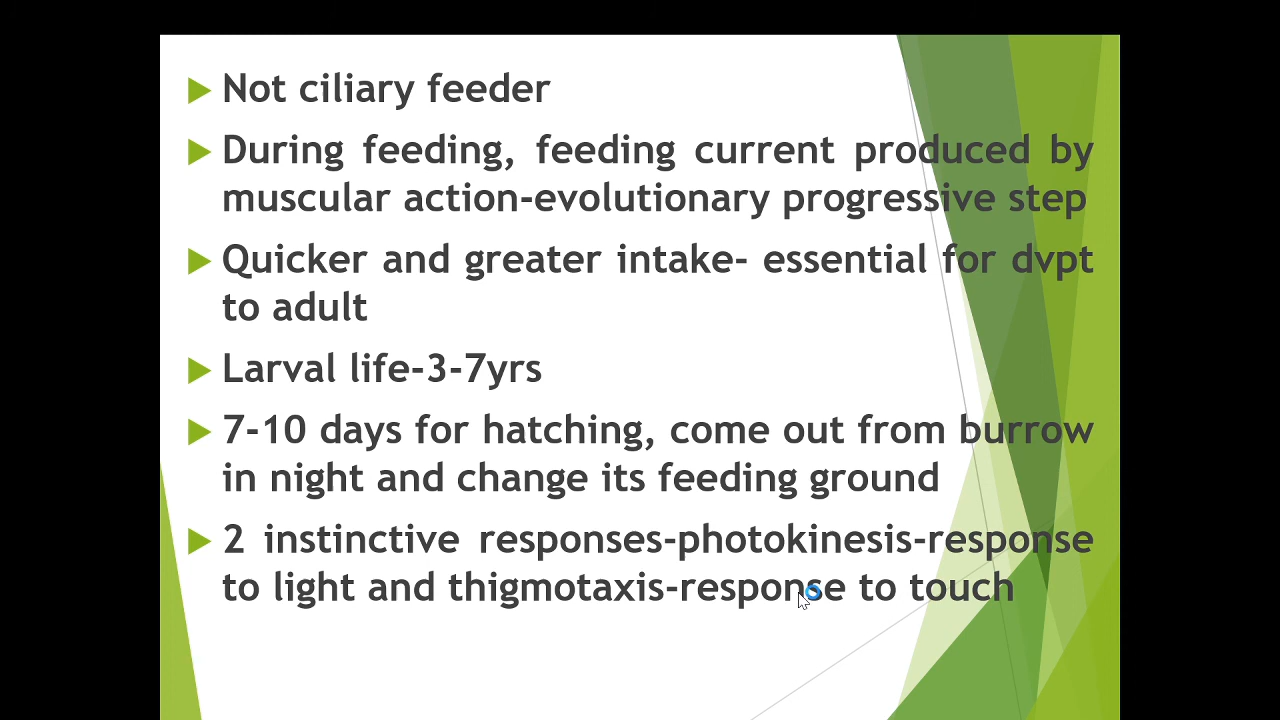 Not ciliary feeder
During feeding, feeding current produced by
muscular action-evolutionary progressive step
Quicker and greater intake- essential for dvpt
to adult
Larval life-3-7yrs
7-10 days for hatching, come out from burrow
in night and change its feeding ground
2 instinctive responses-photokinesis-response
to light and thigmotaxis-response to touch